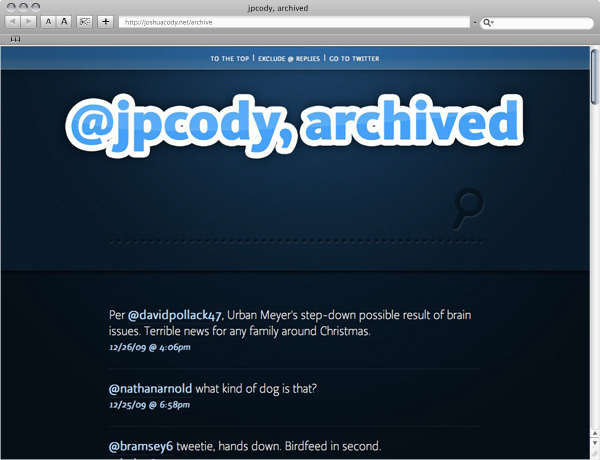 jpcody, archived
A A +
http://joshuacody.net/archive
TO THE TOP | EXCLUDE @ REPLIES | GO TO TWITTER
@jpcody, archived
Per @davidpollack47, Urban Meyer's step-down possible result of brain
issues. Terrible news for any family around Christmas.
12/26/09 @ 4:06pm
@nathanarnold what kind of dog is that?
12/25/09 @ 6:58pm
@bramsey6 tweetie, hands down. Birdfeed in second.